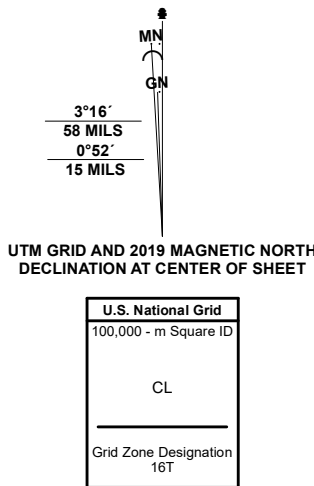 MN
GN
3°16´
58 MILS
0°52´
15 MILS
UTM GRID AND 2019 MAGNETIC NORTH
DECLINATION AT CENTER OF SHEET
U.S. National Grid
100,000 - m Square ID
CL
Grid Zone Designation
16T